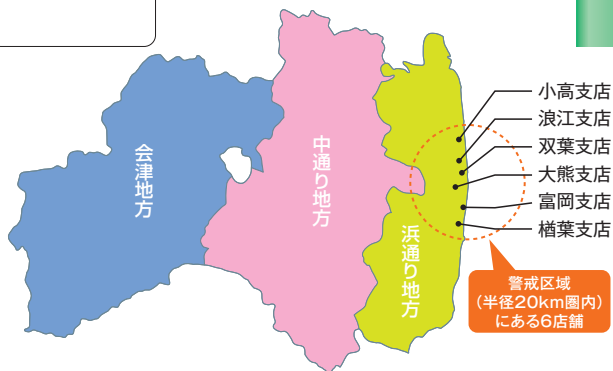 会津地方
中通り地方
浜通り地方
小高支店
浪江支店
双葉支店
大熊支店
富岡支店
楢葉支店
警戒区域
（半径20km圏内）
にある6店舗